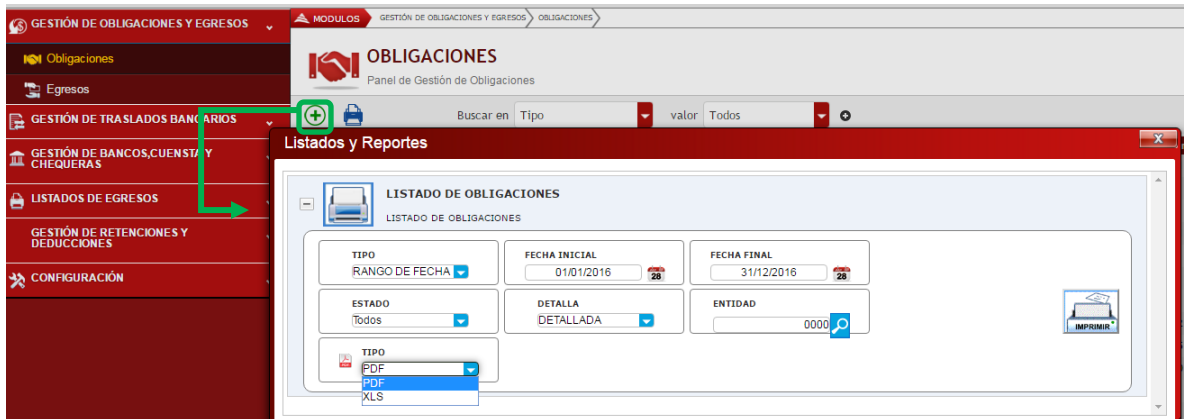 GESTIÓN DE OBLIGACIONES Y EGRESOS
Obligaciones
Egresos
GESTIÓN DE TRASLADOS BANCARIOS
GESTIÓN DE BANCOS,CUENSTA Y
CHEQUERAS
LISTADOS DE EGRESOS
GESTIÓN DE RETENCIONES Y
DEDUCCIONES
CONFIGURACIÓN
MODULOS GESTIÓN DE OBLIGACIONES Y EGRESOS OBLIGACIONES
OBLIGACIONES
Panel de Gestión de Obligaciones
Buscar en Tipo valor Todos
Listados y Reportes X
LISTADO DE OBLIGACIONES
LISTADO DE OBLIGACIONES
TIPO FECHA INICIAL FECHA FINAL
RANGO DE FECHA 01/01/2016 28 31/12/2016 28
ESTADO DETALLA ENTIDAD
Todos DETALLADA 0000
IMPRIMIR
TIPO
PDF
PDF
XLS